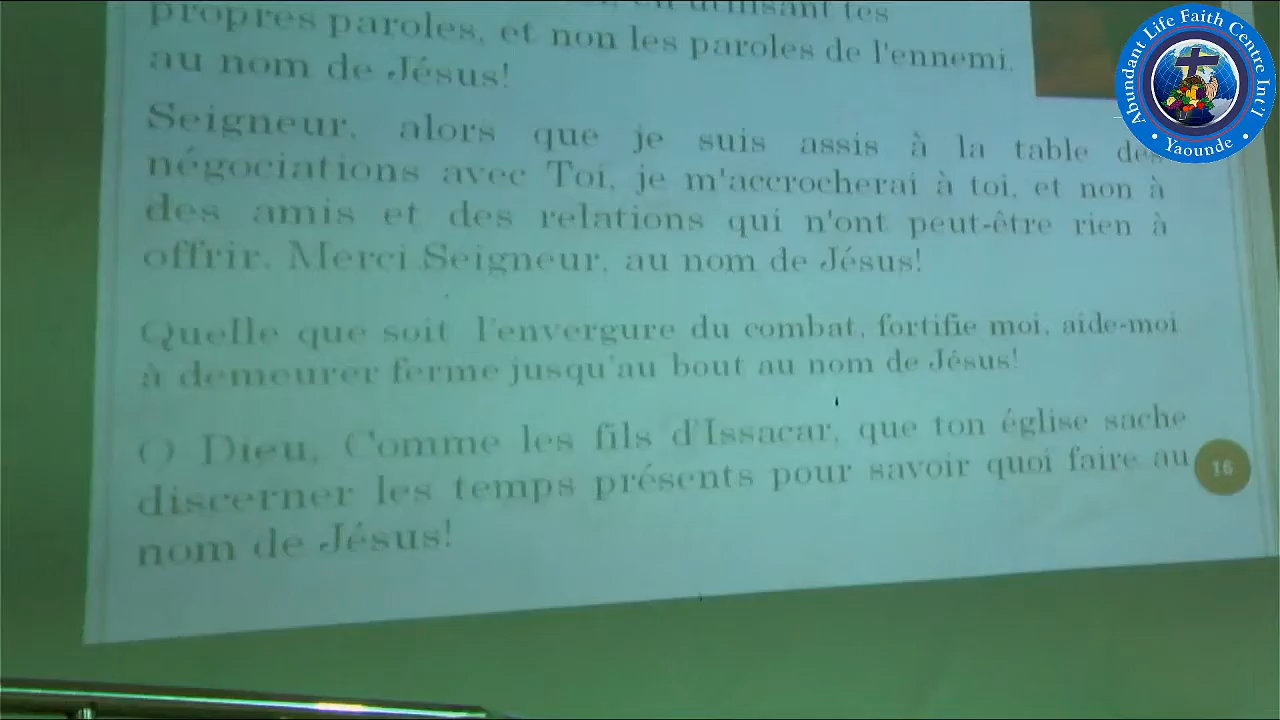 utilisant tes
propres paroles, et non les paroles de l'ennemi.
au nom de Jésus!
Seigneur, alors que je suis assis à la table des
négociations avec Toi, je m'accrocherai à toi, et non à
des amis et des relations qui n'ont peut-être rien à
offrir. Merci Seigneur, au nom de Jésus!
Quelle que soit l'envergure du combat, fortifie moi, aide-moi
à demeurer ferme jusqu'au bout au nom de Jésus!
O Dieu, Comme les fils d'Issacar, que ton église sache
discerner les temps présents pour savoir quoi faire au
nom de Jésus!
16
Abundant Life Faith Centre Int'l
• Yaounde •